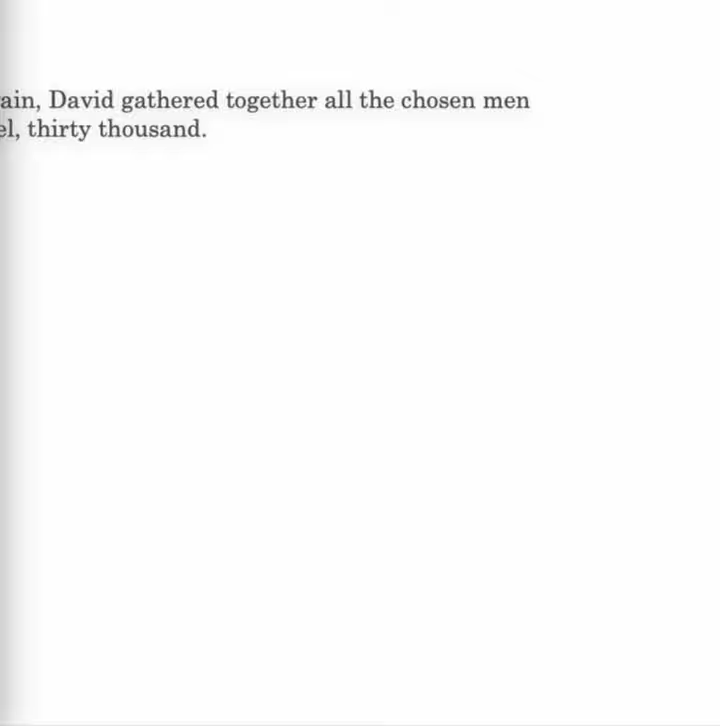 ain, David gathered together all the chosen men
el, thirty thousand.